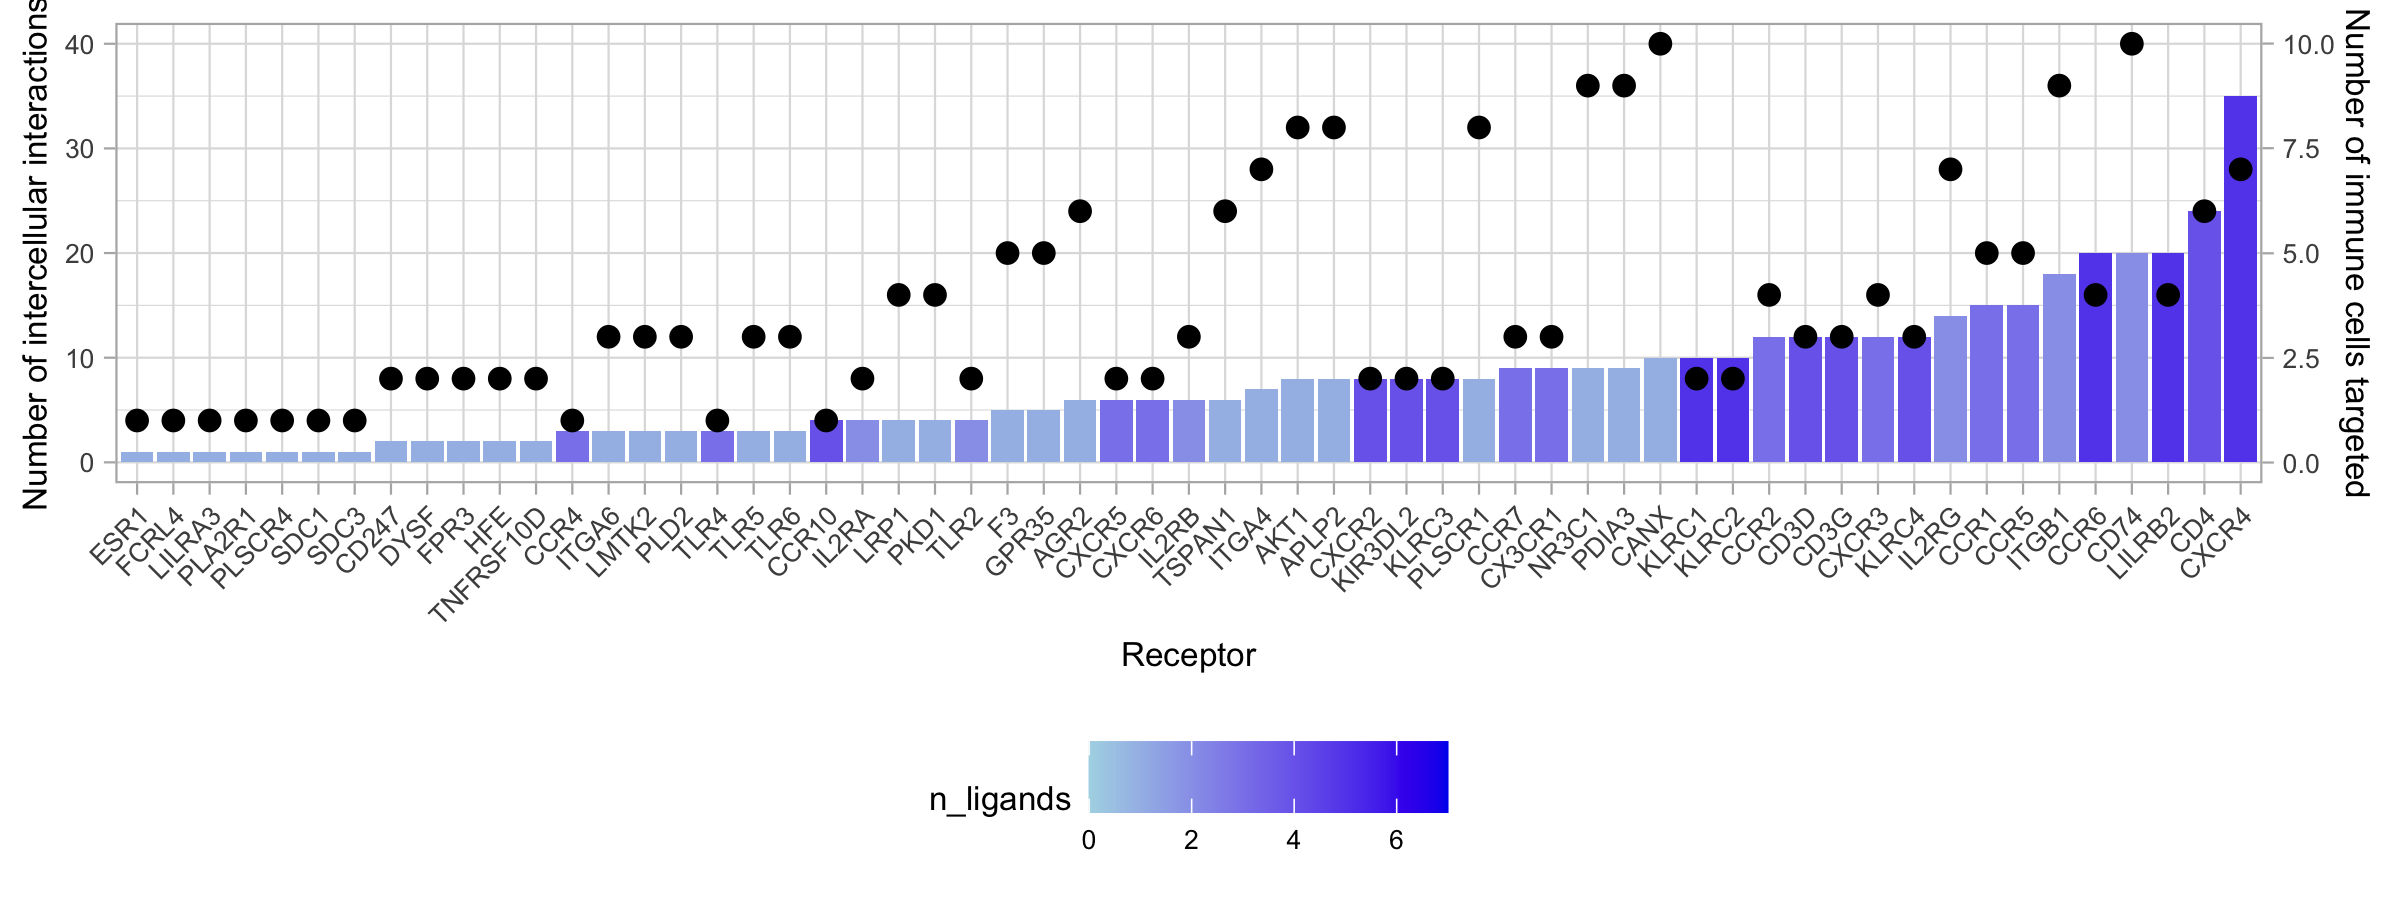 Number of intercellular interactions
40
30
20
10
0
10.0
7.5
5.0
2.5
0.0
Number of immune cells targeted
ESR1
FCRL4
LILRA3
PLA2R1
PLSCR4
SDC1
SDC3
CD247
DYSF
FPR3
HFE
TNFRSF10D
CCR4
ITGA6
LMTK2
PLD2
TLR4
TLR5
TLR6
CCR10
IL2RA
LRP1
PKD1
TLR2
F3
GPR35
AGR2
CXCR5
CXCR6
IL2RB
TSPAN1
ITGA4
AKT1
APLP2
CXCR2
KIR3DL2
KLRC3
PLSCR1
CCR7
CX3CR1
NR3C1
PDIA3
CANX
KLRC1
KLRC2
CCR2
CD3D
CD3G
CXCR3
KLRC4
IL2RG
CCR1
CCR5
ITGB1
CCR6
CD74
LILRB2
CD4
CXCR4
Receptor
n_ligands
0 2 4 6